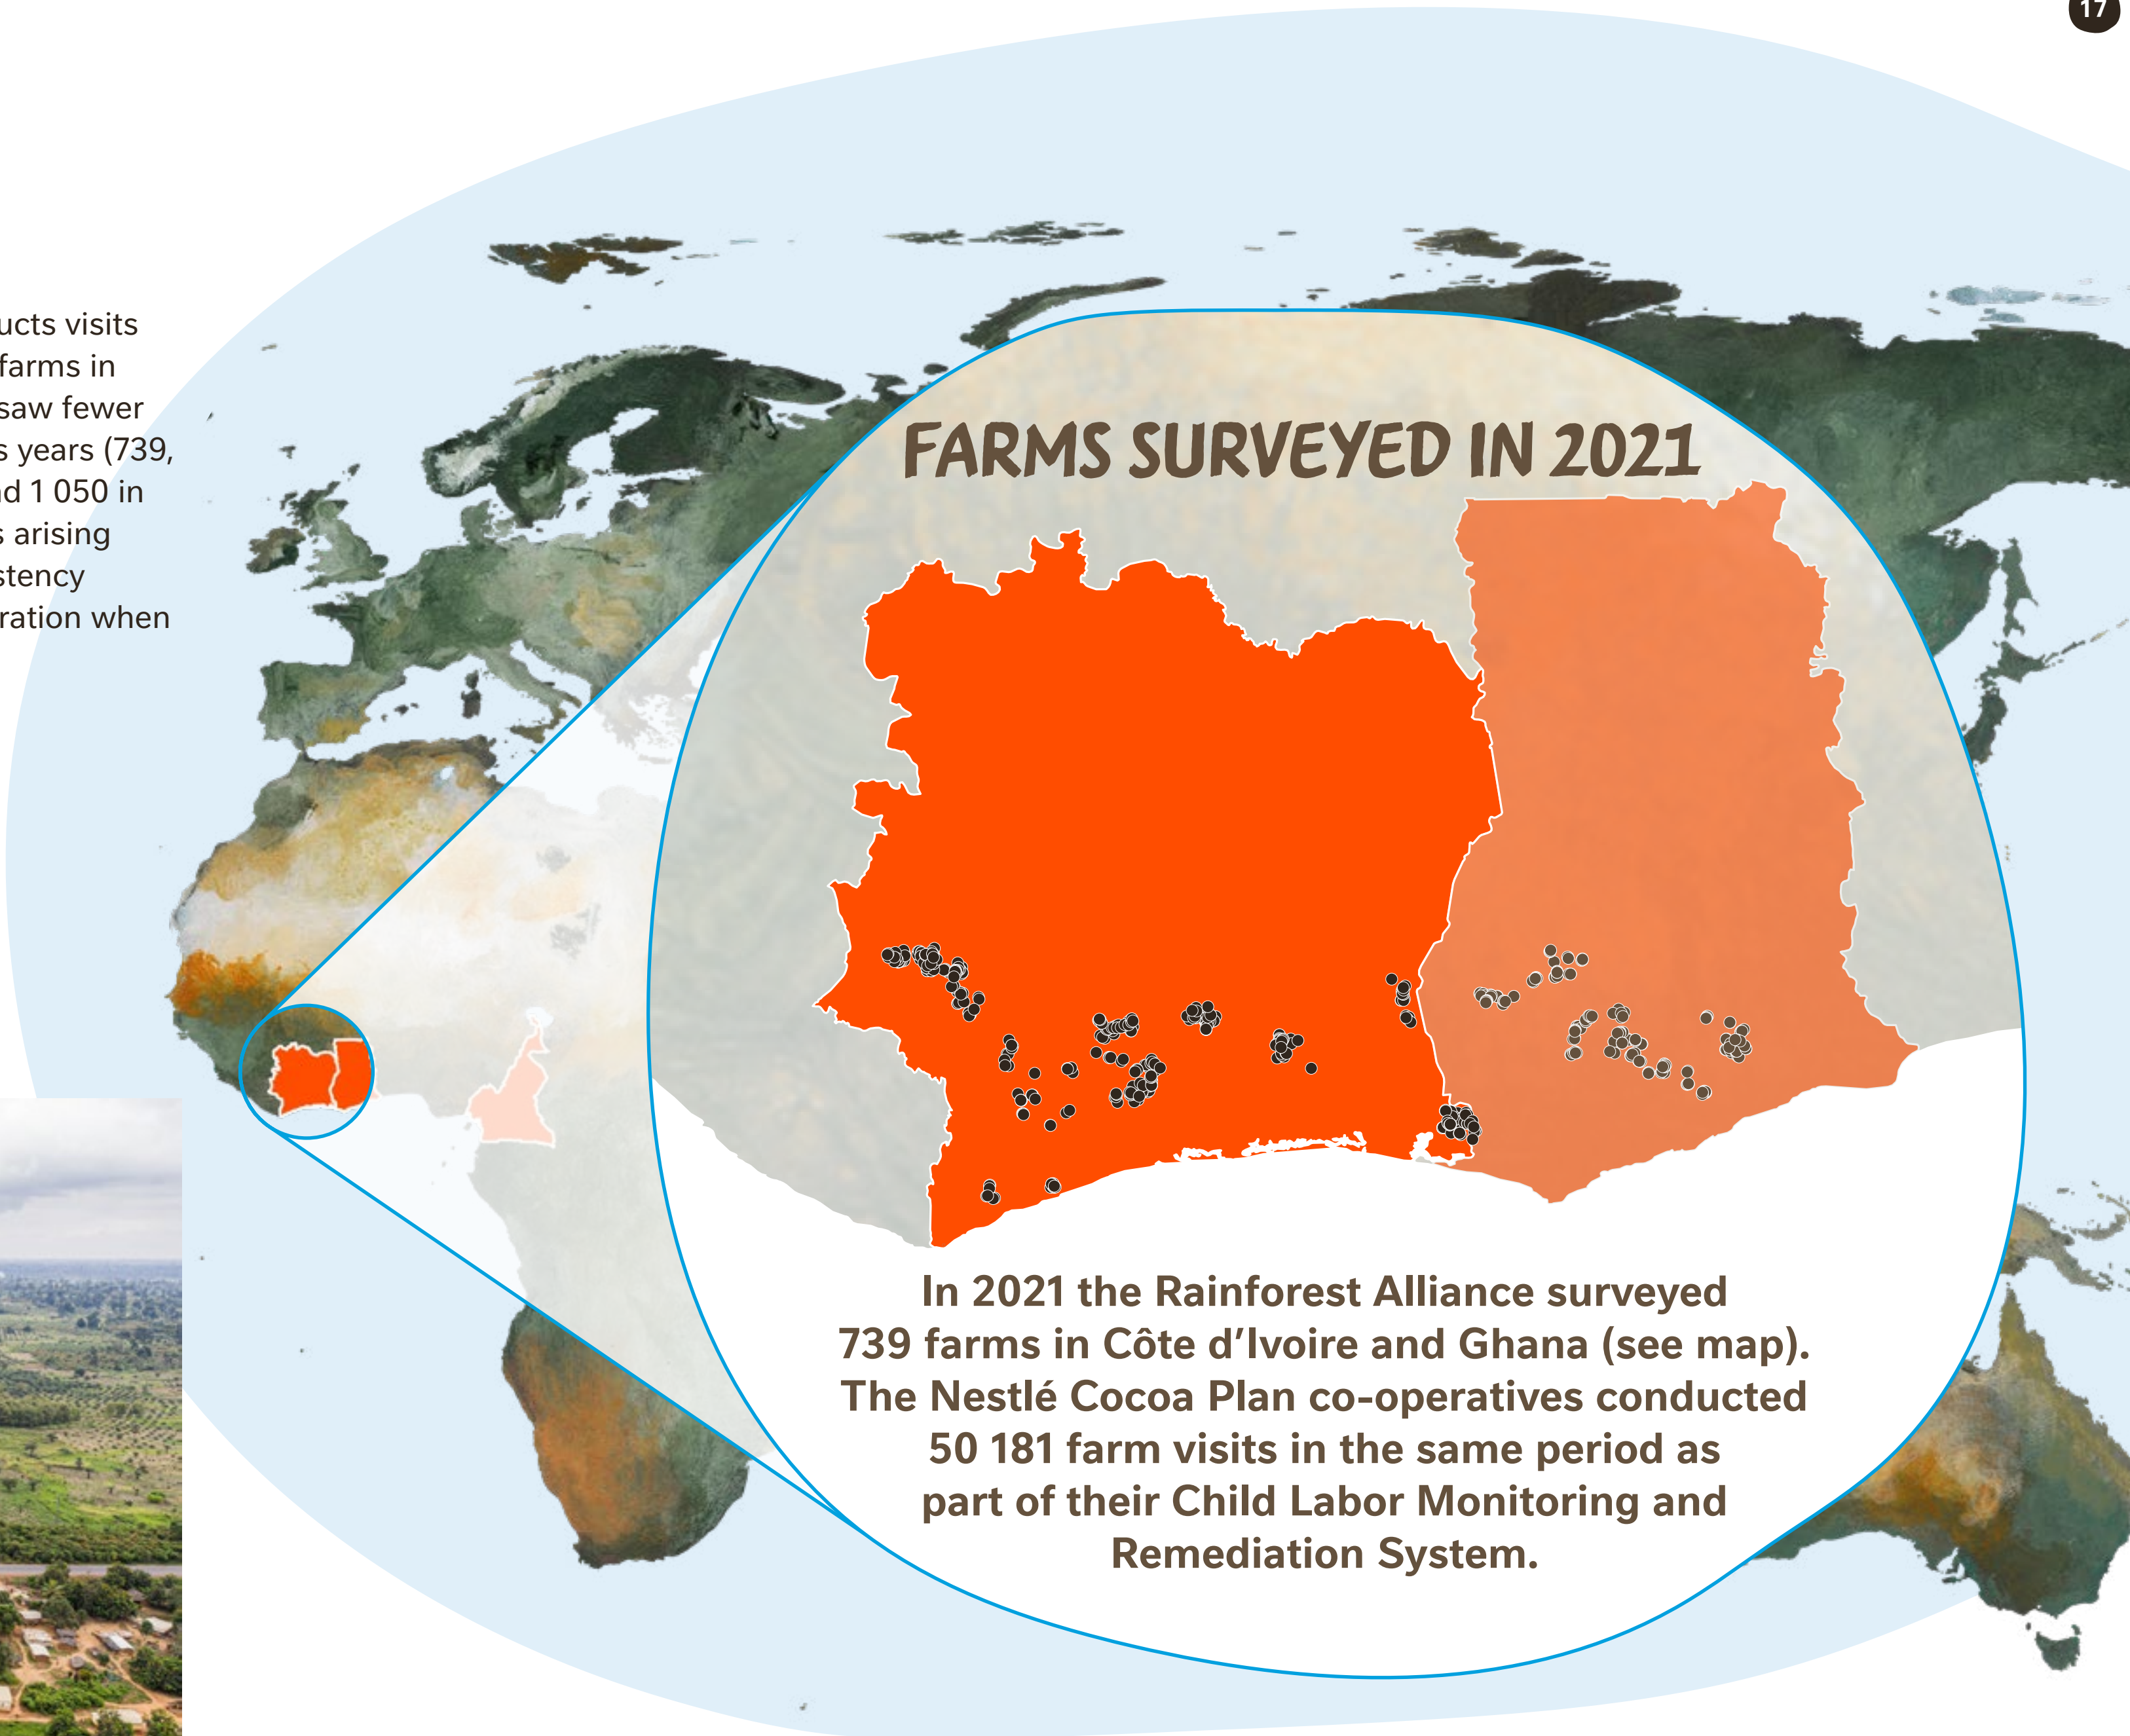 17
visits
farms in
saw fewer
years (739,
1 050 in
arising
when
FARMS SURVEYED IN 2021
In 2021 the Rainforest Alliance surveyed
739 farms in Côte d’Ivoire and Ghana (see map).
The Nestlé Cocoa Plan co-operatives conducted
50 181 farm visits in the same period as
part of their Child Labor Monitoring and
Remediation System.